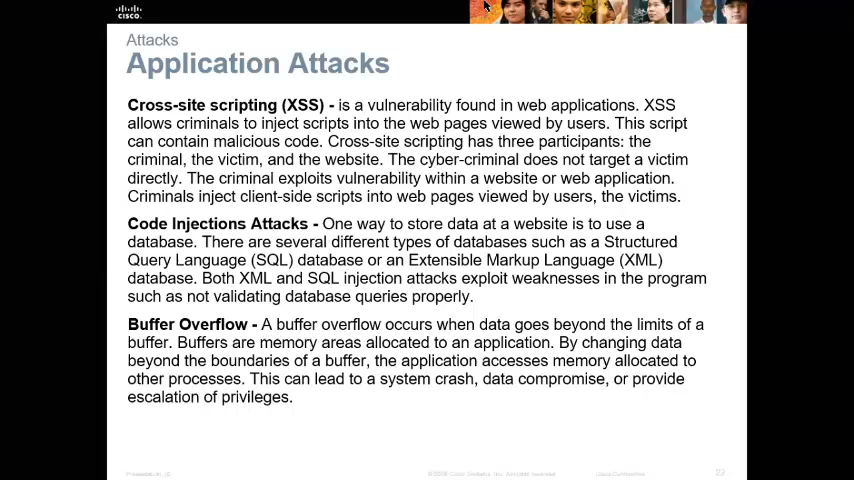 CISCO
Attacks
Application Attacks
Cross-site scripting (XSS) - is a vulnerability found in web applications. XSS
allows criminals to inject scripts into the web pages viewed by users. This script
can contain malicious code. Cross-site scripting has three participants: the
criminal, the victim, and the website. The cyber-criminal does not target a victim
directly. The criminal exploits vulnerability within a website or web application.
Criminals inject client-side scripts into web pages viewed by users, the victims.
Code Injections Attacks - One way to store data at a website is to use a
database. There are several different types of databases such as a Structured
Query Language (SQL) database or an Extensible Markup Language (XML)
database. Both XML and SQL injection attacks exploit weaknesses in the program
such as not validating database queries properly.
Buffer Overflow - A buffer overflow occurs when data goes beyond the limits of a
buffer. Buffers are memory areas allocated to an application. By changing data
beyond the boundaries of a buffer, the application accesses memory allocated to
other processes. This can lead to a system crash, data compromise, or provide
escalation of privileges.
27